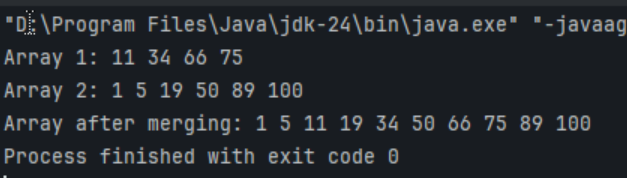 "D:\Program Files\Java\jdk-24\bin\java.exe" "-javaag
Array 1: 11 34 66 75
Array 2: 1 5 19 50 89 100
Array after merging: 1 5 11 19 34 50 66 75 89 100
Process finished with exit code 0